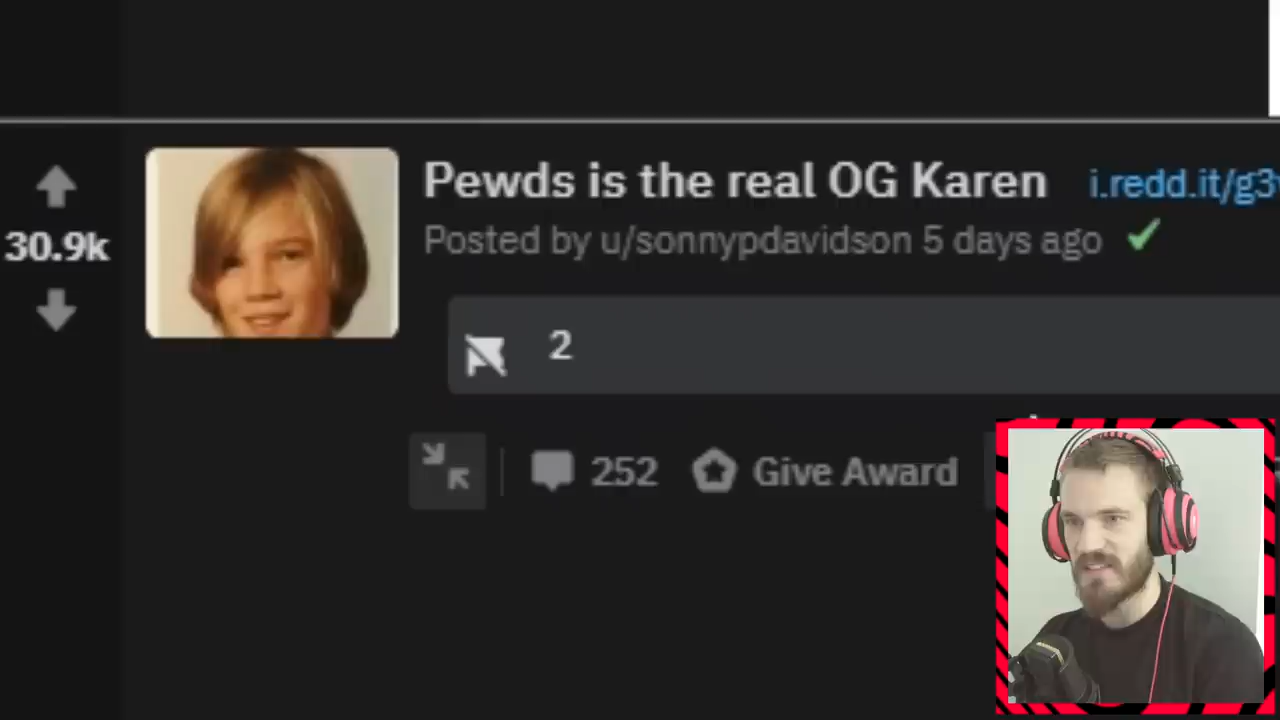 Pewds is the real OG Karen i.redd.it/g3
Posted by u/sonnypdavidson 5 days ago
30.9k
2
252 Give Award